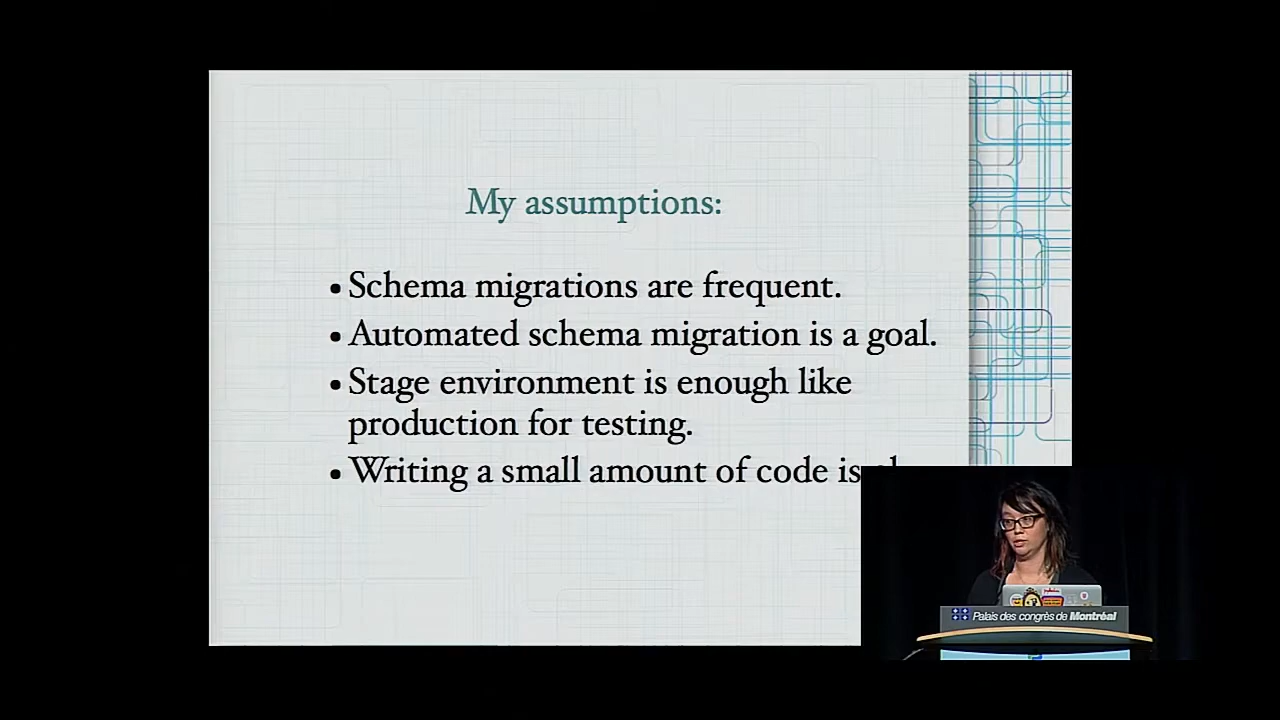 My assumptions:
• Schema migrations are frequent.
• Automated schema migration is a goal.
• Stage environment is enough like
production for testing.
• Writing a small amount of code is
Palais des congrès de Montréal